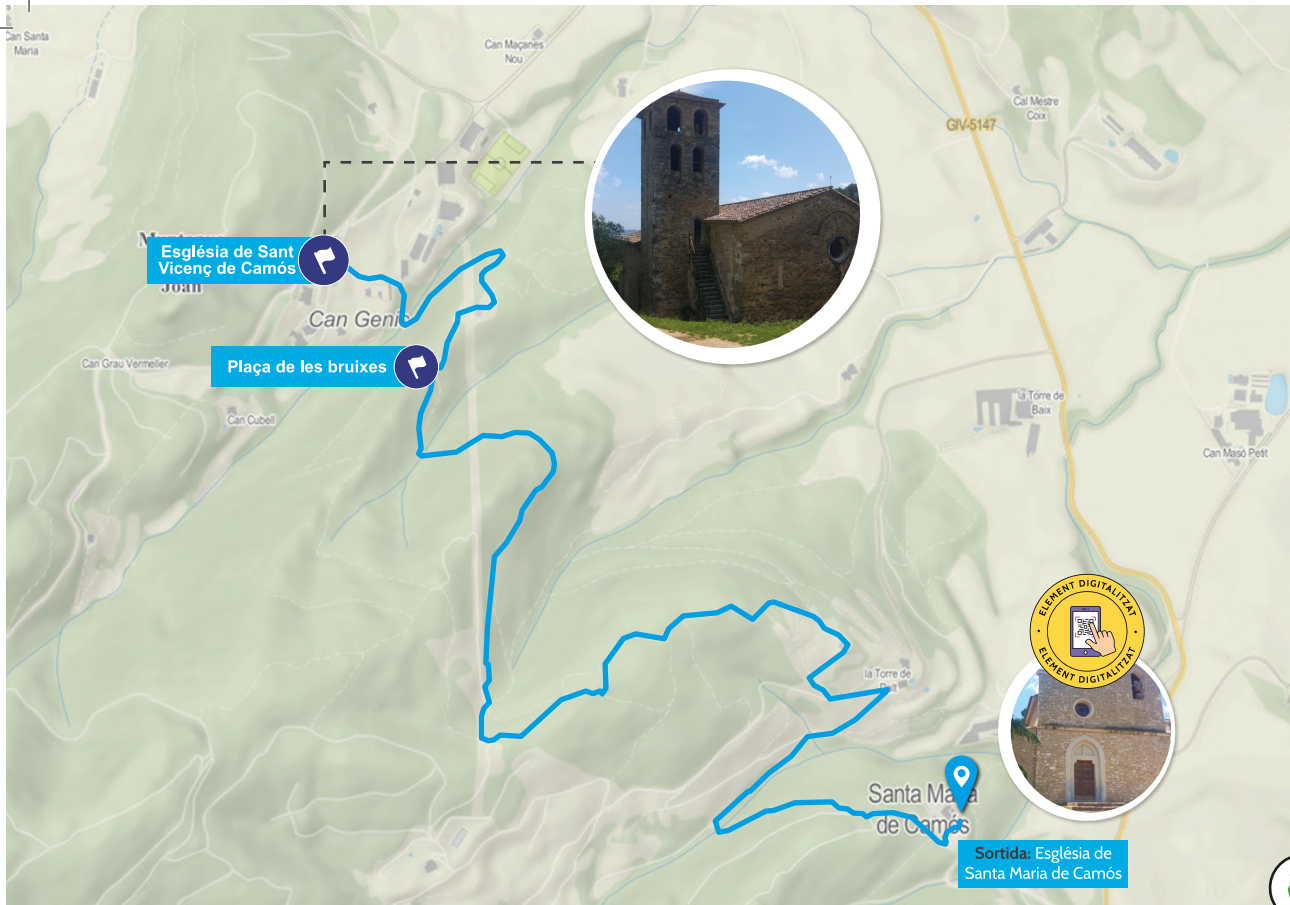 Can Santa
Maria
Can Maçanes
Nou
Cal Mestre
Coix
GIV-5147
Església de Sant
Vicenç de Camós
Joan
Can Genís
Can Grau Vermeller
Plaça de les bruixes
Can Cubell
la Torre de
Baix
Can Masó Petit
ELEMENT DIGITALITZAT
ELEMENT DIGITALITZAT
la Torre de
Santa Maria
de Camós
Sortida: Església de
Santa Maria de Camós